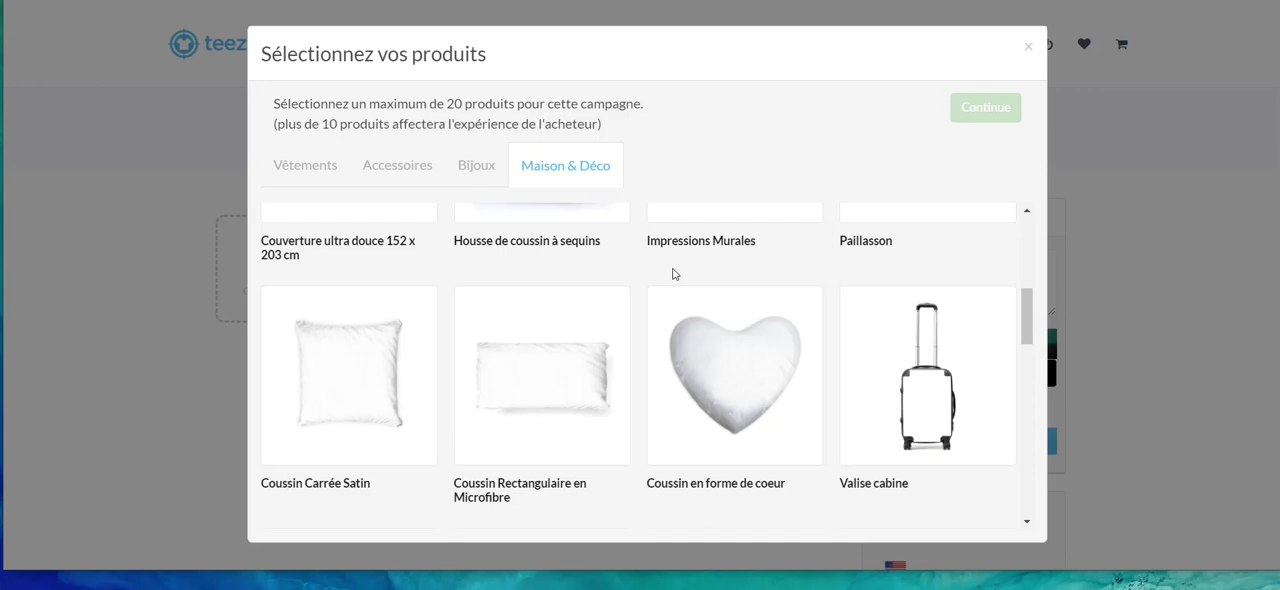 teez
Sélectionnez vos produits
×
Sélectionnez un maximum de 20 produits pour cette campagne.
(plus de 10 produits affectera l'expérience de l'acheteur)
Continue
Vêtements Accessoires Bijoux Maison & Déco
Couverture ultra douce 152 x
203 cm
Housse de coussin à sequins
Impressions Murales
Paillasson
Coussin Carrée Satin
Coussin Rectangulaire en
Microfibre
Coussin en forme de coeur
Valise cabine